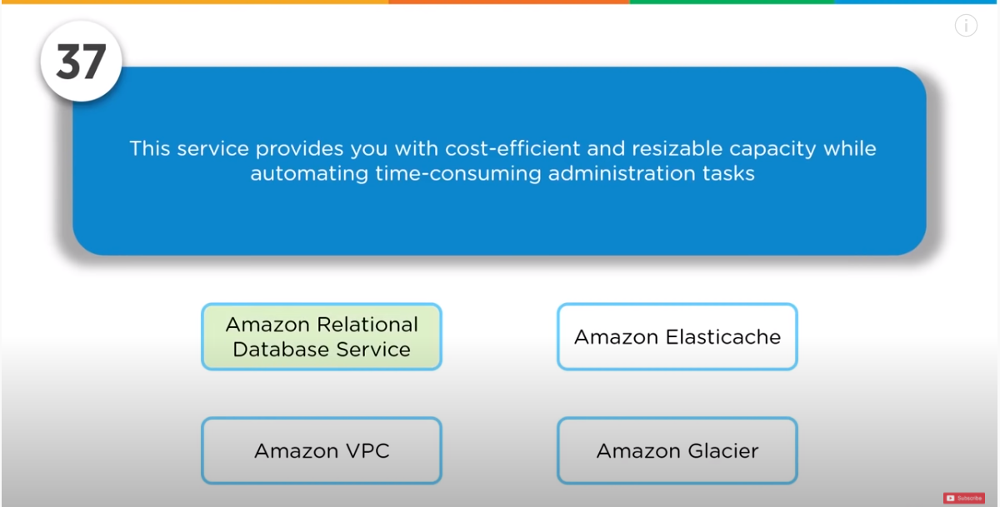 37
This service provides you with cost-efficient and resizable capacity while
automating time-consuming administration tasks
Amazon Relational
Database Service
Amazon Elasticache
Amazon VPC
Amazon Glacier
Subscribe